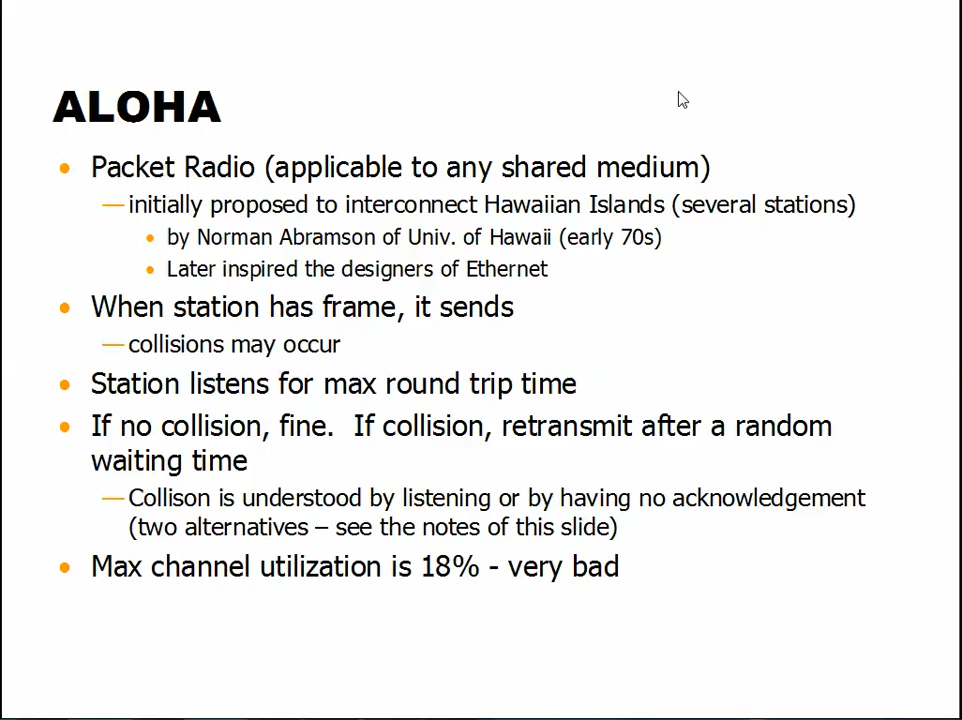 ALOHA
• Packet Radio (applicable to any shared medium)
— initially proposed to interconnect Hawaiian Islands (several stations)
• by Norman Abramson of Univ. of Hawaii (early 70s)
• Later inspired the designers of Ethernet
• When station has frame, it sends
— collisions may occur
• Station listens for max round trip time
• If no collision, fine.  If collision, retransmit after a random
waiting time
— Collison is understood by listening or by having no acknowledgement
(two alternatives – see the notes of this slide)
• Max channel utilization is 18% - very bad